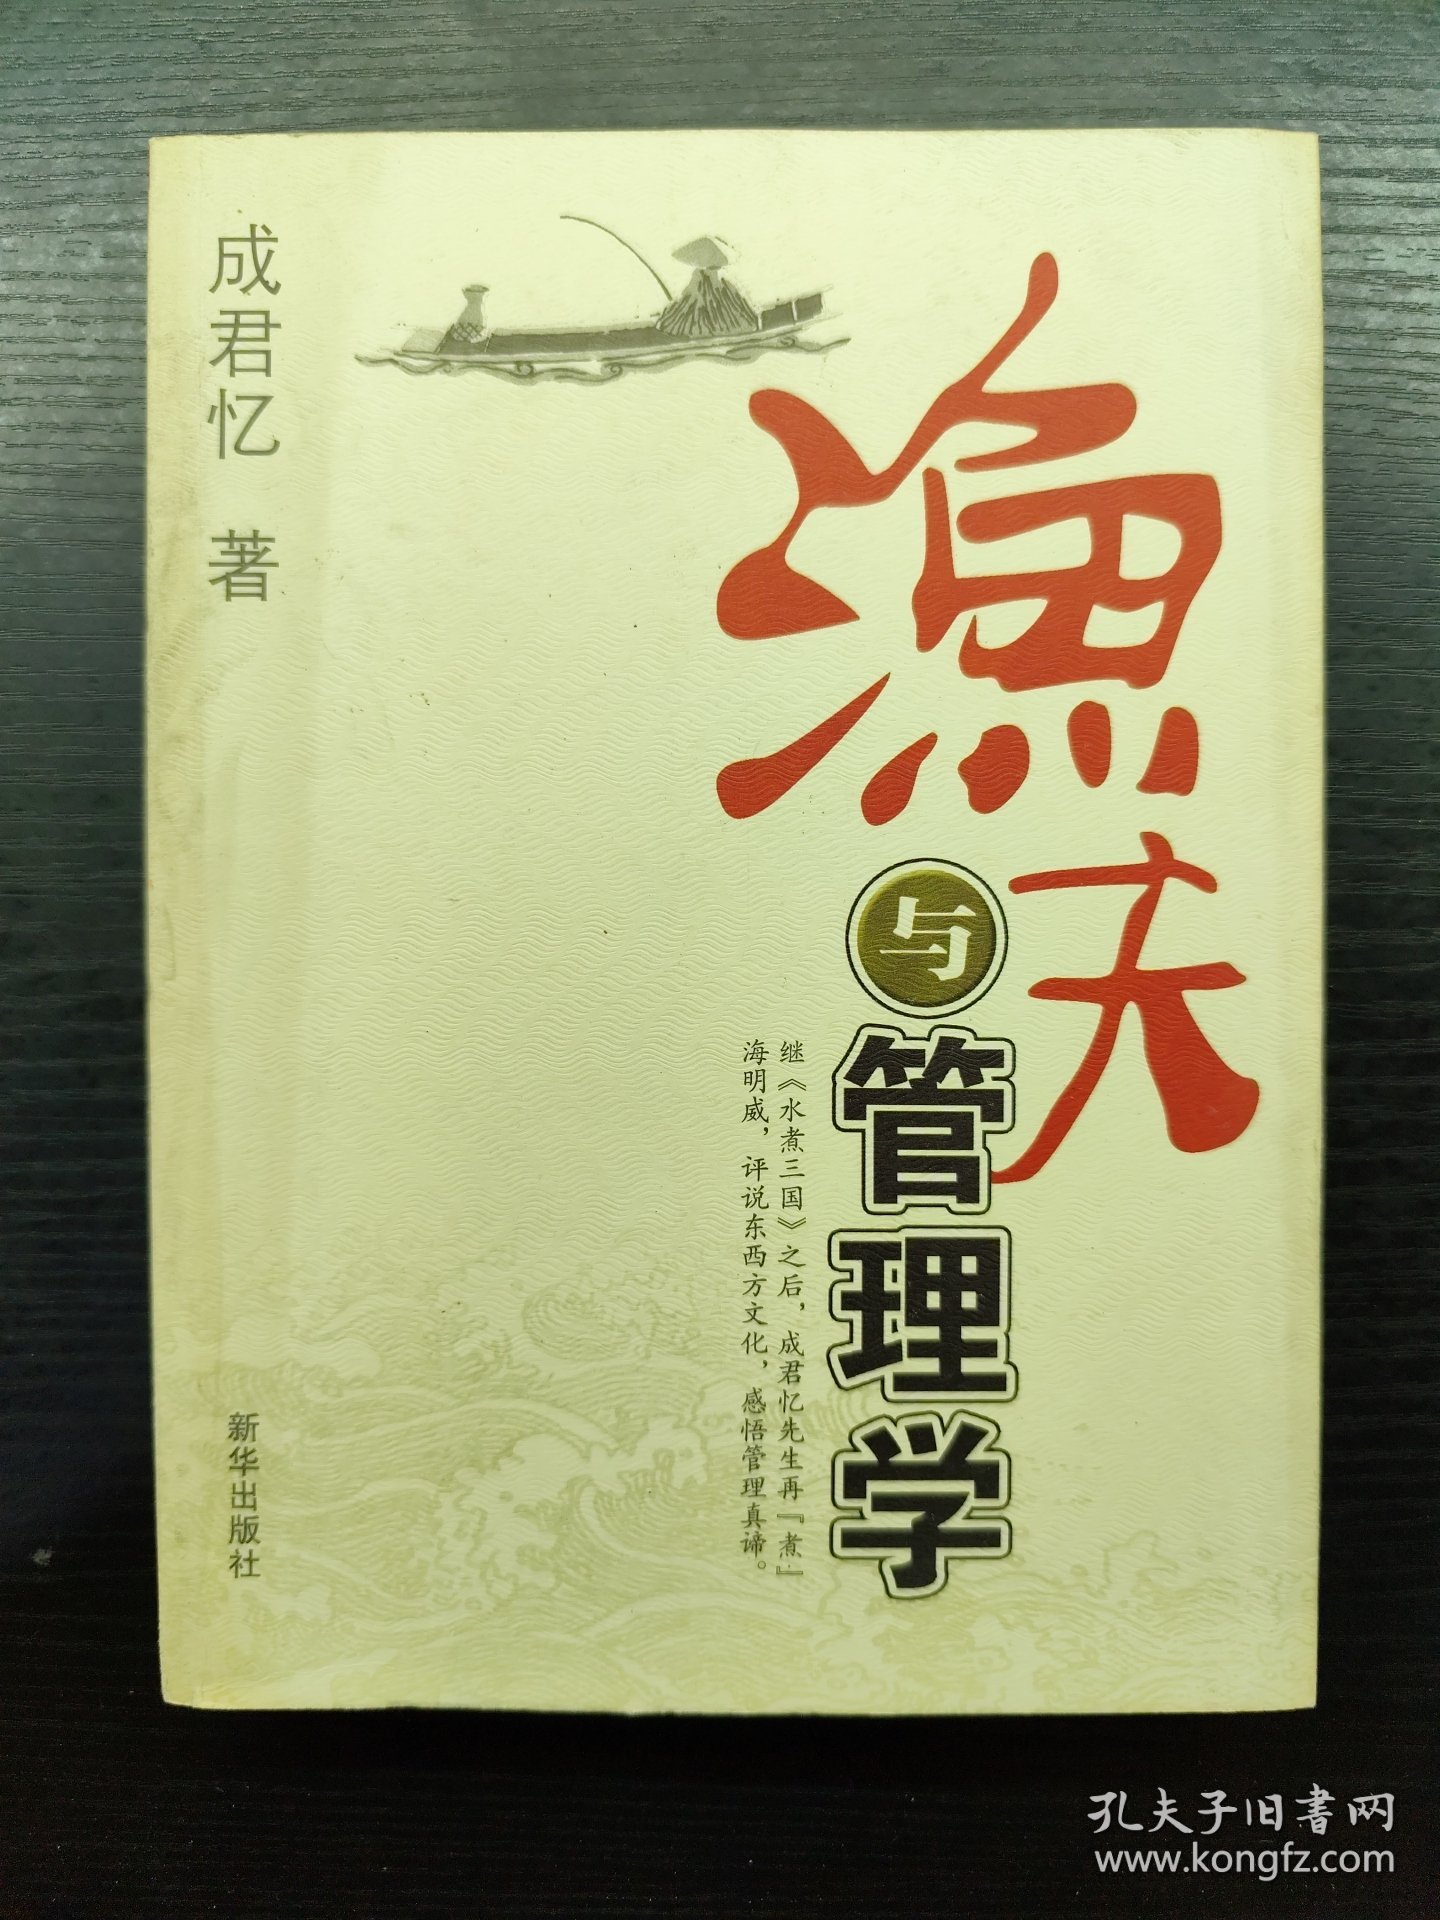 渔夫
与
管理学
继《水煮三国》之后，成君忆先生再『煮』
海明威，评说东西方文化，感悟管理真谛。
成君忆 著
新华出版社
孔夫子旧書网
www.kongfz.com